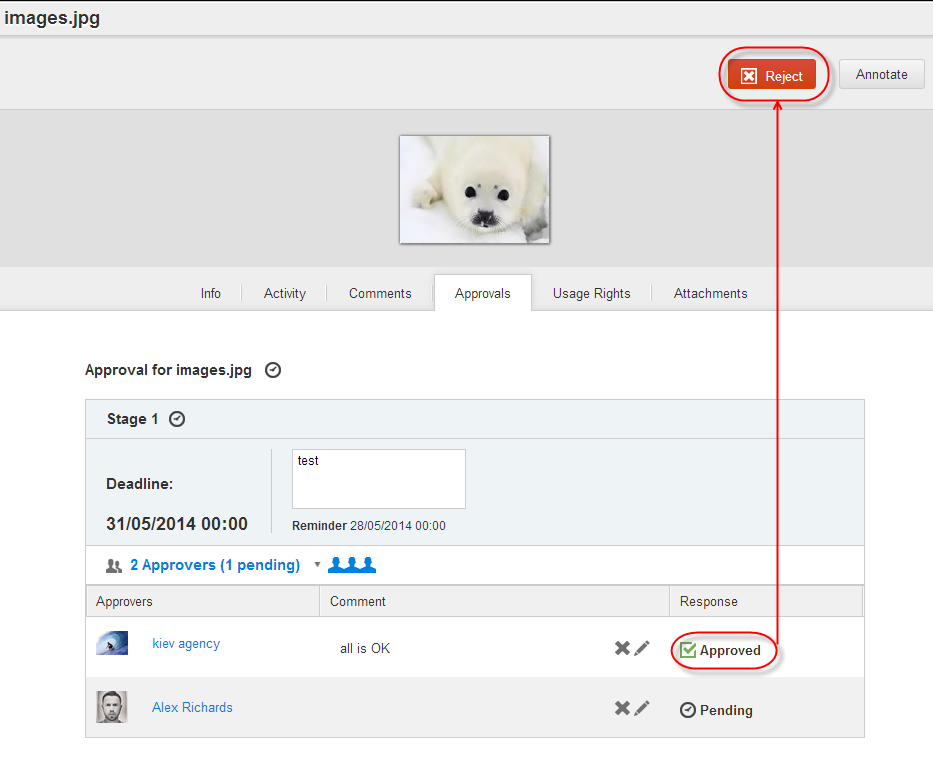 images.jpg
Reject
Annotate
Info
Activity
Comments
Approvals
Usage Rights
Attachments
Approval for images.jpg
Stage 1
Deadline:
31/05/2014 00:00
test
Reminder 28/05/2014 00:00
2 Approvers (1 pending)
Approvers
Comment
Response
kiev agency
all is OK
Approved
Alex Richards
Pending